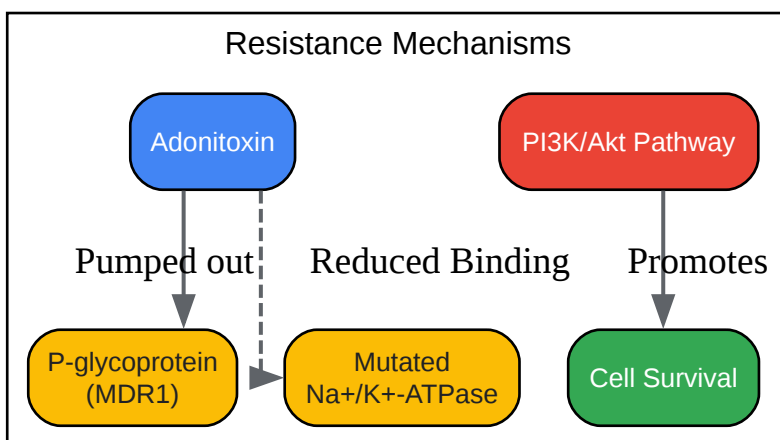 Resistance Mechanisms
Adonitoxin
PI3K/Akt Pathway
Pumped out
Reduced Binding
Promotes
P-glycoprotein
(MDR1)
Mutated
Na+/K+-ATPase
Cell Survival